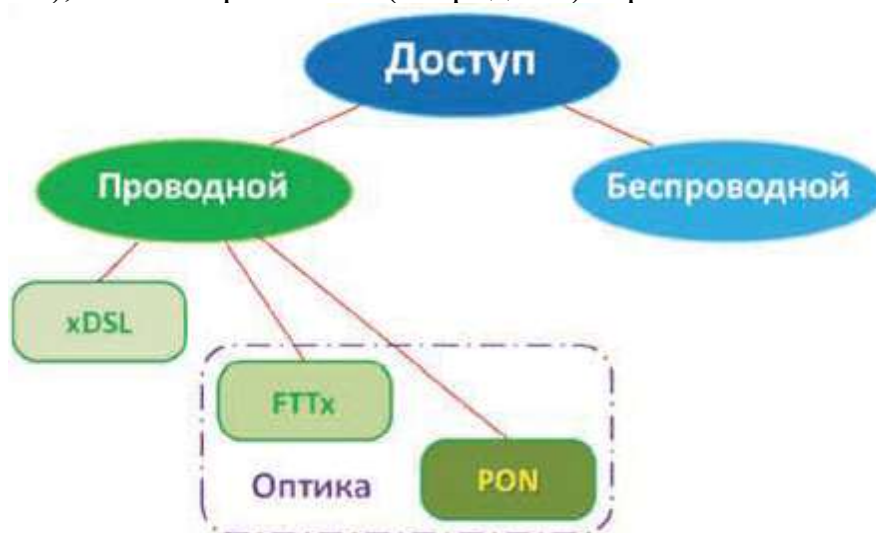 Доступ
Проводной
Беспроводной
xDSL
FTTx
Оптика
PON